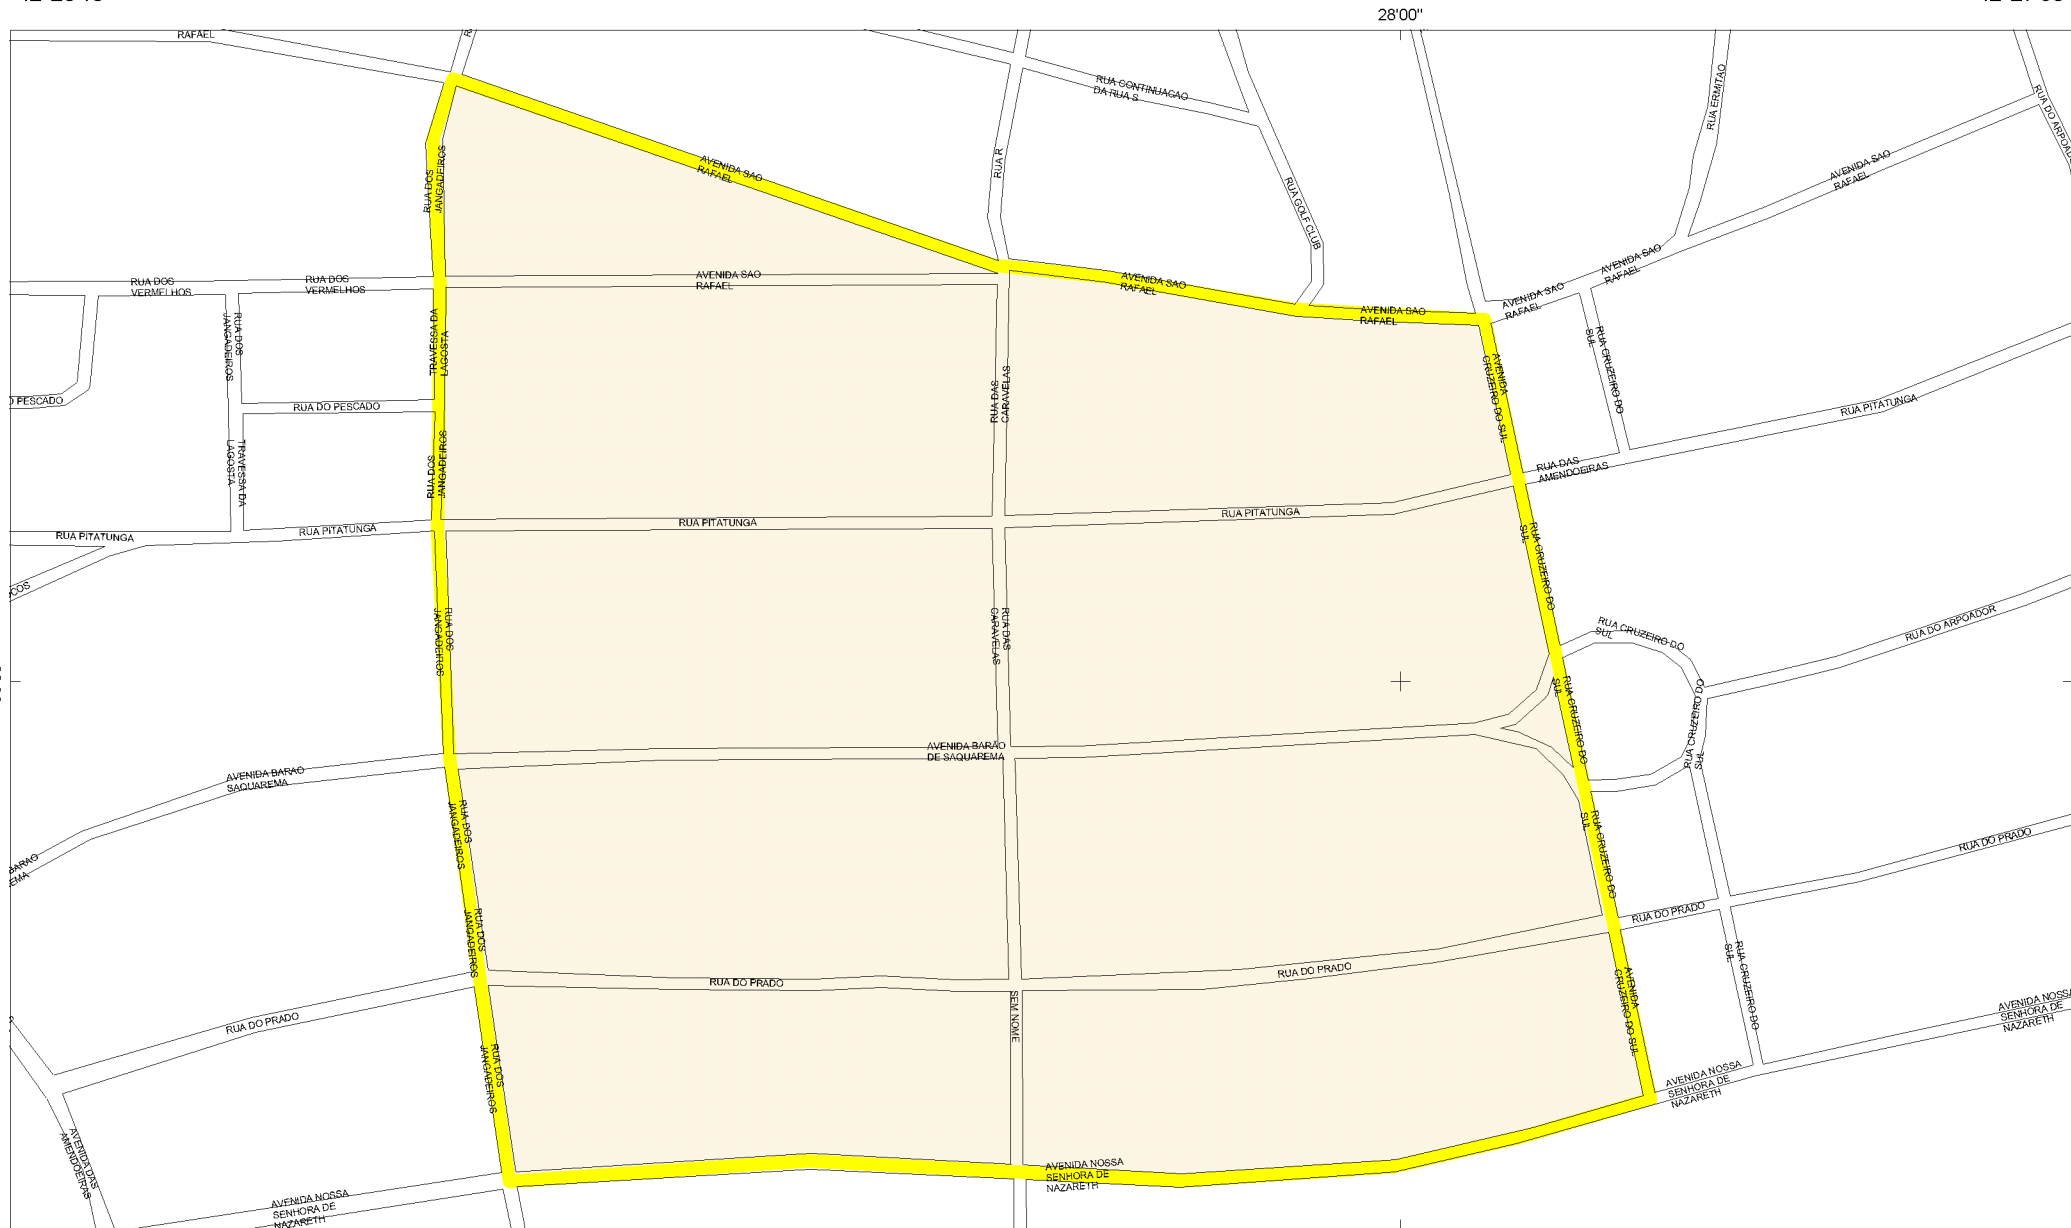 28'00"
RAFAEL
RUA CONTINUACAO
DA RUA S
RUA ERMITAO
RUA R
AVENIDA SAO
RAFAEL
AVENIDA SAO
RAFAEL
RUA DOS
JANGADEIROS
RUA GOLF CLUB
AVENIDA SAO
RAFAEL
RUA DOS
VERMELHOS
RUA DOS
VERMELHOS
AVENIDA SAO
RAFAEL
AVENIDA SAO
RAFAEL
AVENIDA SAO
RAFAEL
AVENIDA SAO
RAFAEL
RUA DOS
JANGADEIROS
TRAVESSA DA
LAGOSTA
RUA DAS
CARAVELAS
AVENIDA
CRUZEIRO DO SUL
RUA CRUZEIRO DO
SUL
O PESCADO
RUA DO PESCADO
RUA PITATUNGA
TRAVESSA DA
LAGOSTA
RUA DOS
JANGADEIROS
RUA DAS
AMENDOEIRAS
RUA PITATUNGA
RUA PITATUNGA
RUA PITATUNGA
RUA PITATUNGA
RUA CRUZEIRO DO
SUL
COS
RUA DOS
JANGADEIROS
RUA DAS
CARAVELAS
RUA CRUZEIRO DO
SUL
RUA DO ARPOADOR
RUA CRUZEIRO DO
SUL
RUA CRUZEIRO DO
SUL
AVENIDA BARAO
SAQUAREMA
AVENIDA BARAO
DE SAQUAREMA
RUA DOS
JANGADEIROS
RUA CRUZEIRO DO
SUL
RUA DO PRADO
BARAO
EMA
RUA DOS
JANGADEIROS
RUA DO PRADO
RUA DO PRADO
RUA DO PRADO
RUA DO PRADO
SEM NOME
AVENIDA
CRUZEIRO DO SUL
RUA CRUZEIRO DO
SUL
AVENIDA NOSSA
SENHORA DE
NAZARETH
RUA DOS
JANGADEIROS
AVENIDA NOSSA
SENHORA DE
NAZARETH
AVENIDA DAS
AMENDOEIRAS
AVENIDA NOSSA
SENHORA DE
NAZARETH
AVENIDA NOSSA
SENHORA DE
NAZARETH